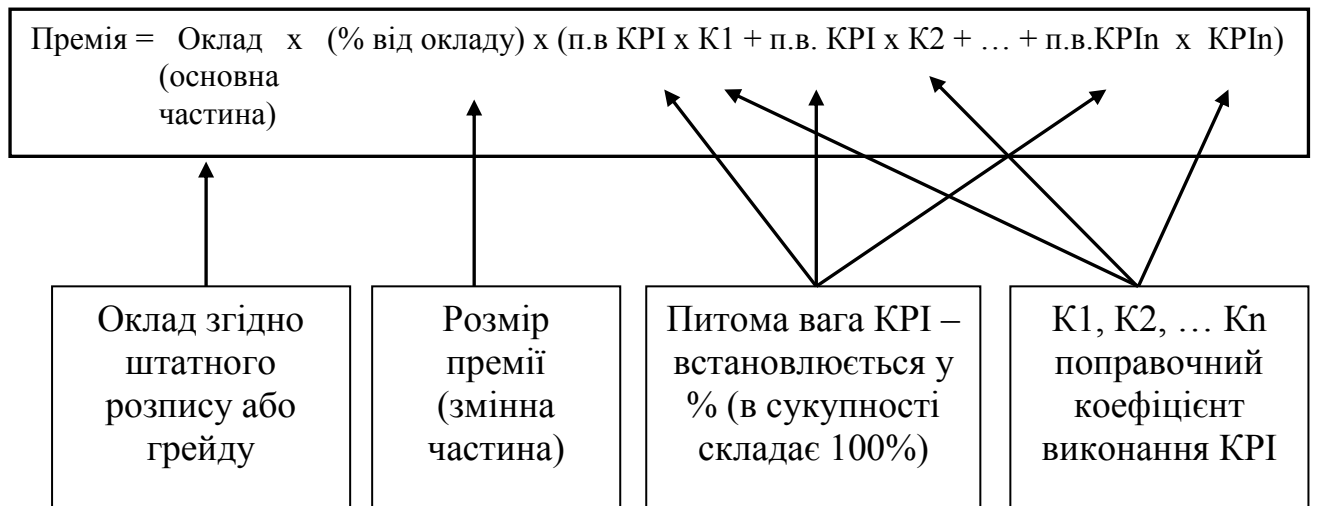 Премія = Оклад х (% від окладу) х (п.в КРІ х К1 + п.в. КРІ х К2 + … + п.в.КРІn х КРІn)
(основна
частина)
Оклад згідно
штатного
розпису або
грейду
Розмір
премії
(змінна
частина)
Питома вага КРІ –
встановлюється у
% (в сукупності
складає 100%)
К1, К2, … Кn
поправочний
коефіцієнт
виконання КРІ